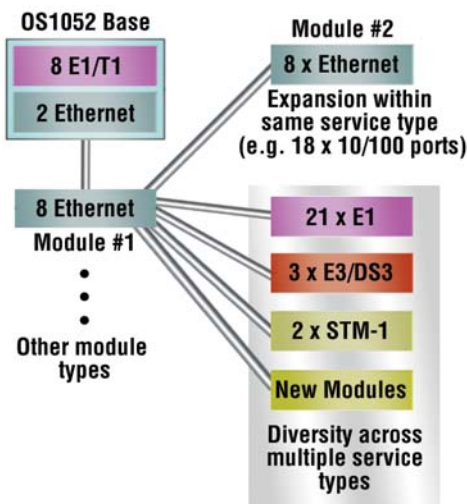 OS1052 Base
8 E1/T1
2 Ethernet
8 Ethernet
Module #1
Other module
types
Module #2
8 x Ethernet
Expansion within
same service type
(e.g. 18 x 10/100 ports)
21 x E1
3 x E3/DS3
2 x STM-1
New Modules
Diversity across
multiple service
types